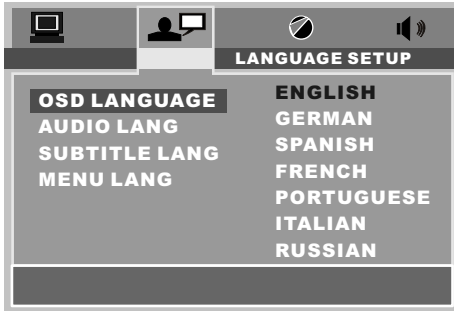 LANGUAGE SETUP
OSD LANGUAGE
AUDIO LANG
SUBTITLE LANG
MENU LANG
ENGLISH
GERMAN
SPANISH
FRENCH
PORTUGUESE
ITALIAN
RUSSIAN